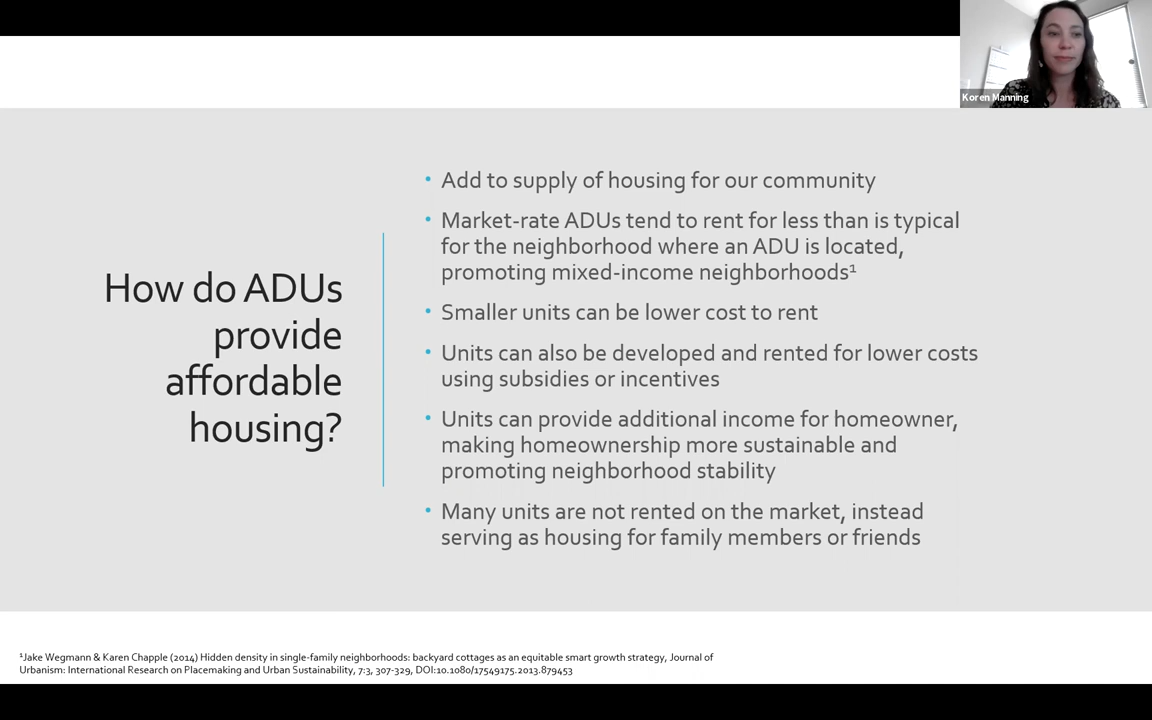 Koren Manning
How do ADUs
provide
affordable
housing?
• Add to supply of housing for our community
• Market-rate ADUs tend to rent for less than is typical
for the neighborhood where an ADU is located,
promoting mixed-income neighborhoods¹
• Smaller units can be lower cost to rent
• Units can also be developed and rented for lower costs
using subsidies or incentives
• Units can provide additional income for homeowner,
making homeownership more sustainable and
promoting neighborhood stability
• Many units are not rented on the market, instead
serving as housing for family members or friends
¹Jake Wegmann & Karen Chapple (2014) Hidden density in single-family neighborhoods: backyard cottages as an equitable smart growth strategy, Journal of
Urbanism: International Research on Placemaking and Urban Sustainability, 7:3, 307-329, DOI:10.1080/17549175.2013.879453